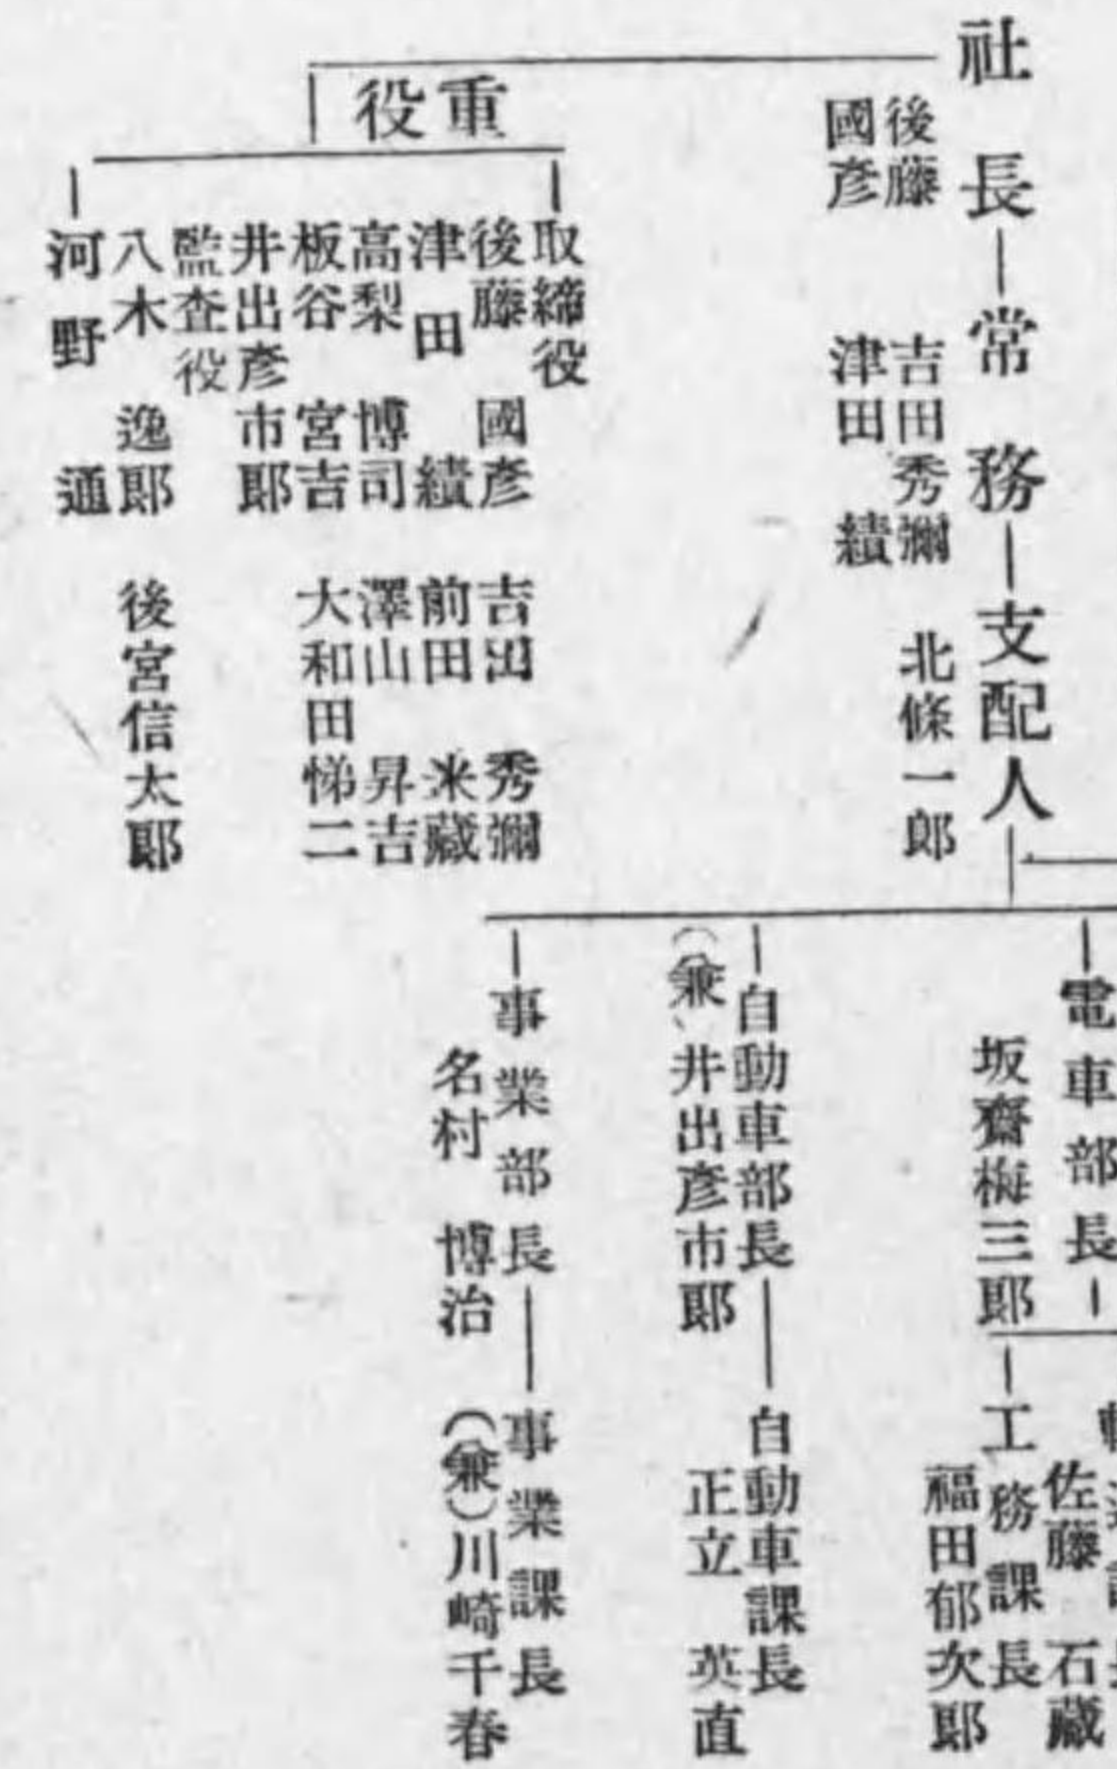 社長―常務―支配人
後藤國彦
吉田秀彌
津田續
北條一郎
電車部長
坂齋梅三郎
佐藤石藏
工務課長
福田郁次郎
自動車部長―自動車課長
(兼)井出彦市郎
正立英直
事業部長―事業課長
名村博治
(兼)川崎千春
重役
取締役
後藤國彦 吉田秀彌
津田續 前田米藏
高梨博司 澤山昇吉
板谷宮吉 大和田悌二
井出彦市郎
監査役
八木逸郎 後宮信太郎
河野通